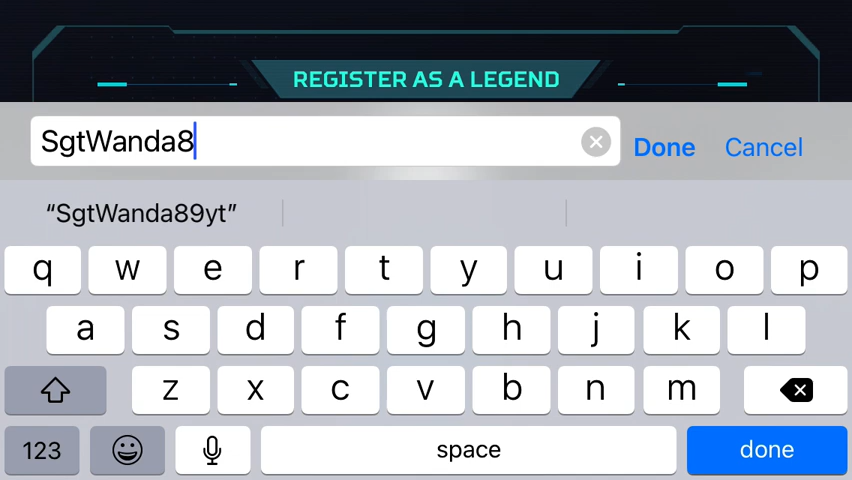 REGISTER AS A LEGEND
SgtWanda8
Done
Cancel
“SgtWanda89yt”
q w e r t y u i o p
a s d f g h j k l
z x c v b n m
123
space
done